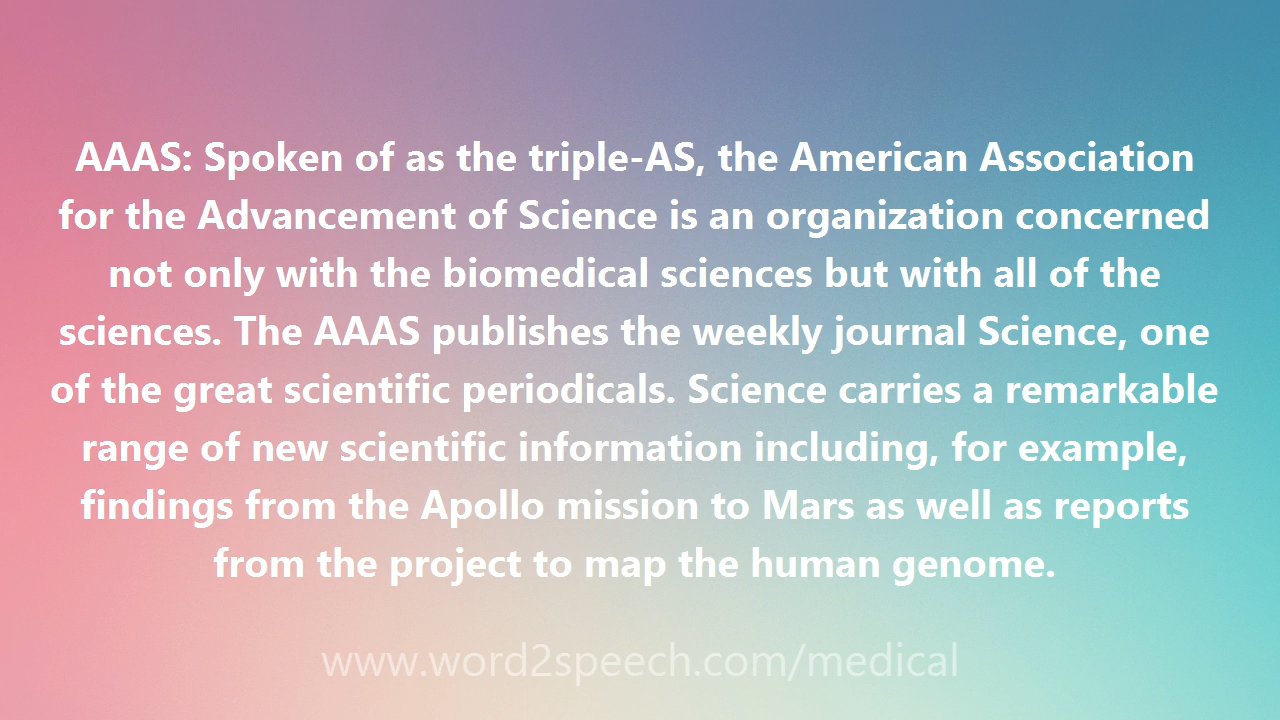 AAAS: Spoken of as the triple-AS, the American Association
for the Advancement of Science is an organization concerned
not only with the biomedical sciences but with all of the
sciences. The AAAS publishes the weekly journal Science, one
of the great scientific periodicals. Science carries a remarkable
range of new scientific information including, for example,
findings from the Apollo mission to Mars as well as reports
from the project to map the human genome.
www.word2speech.com/medical